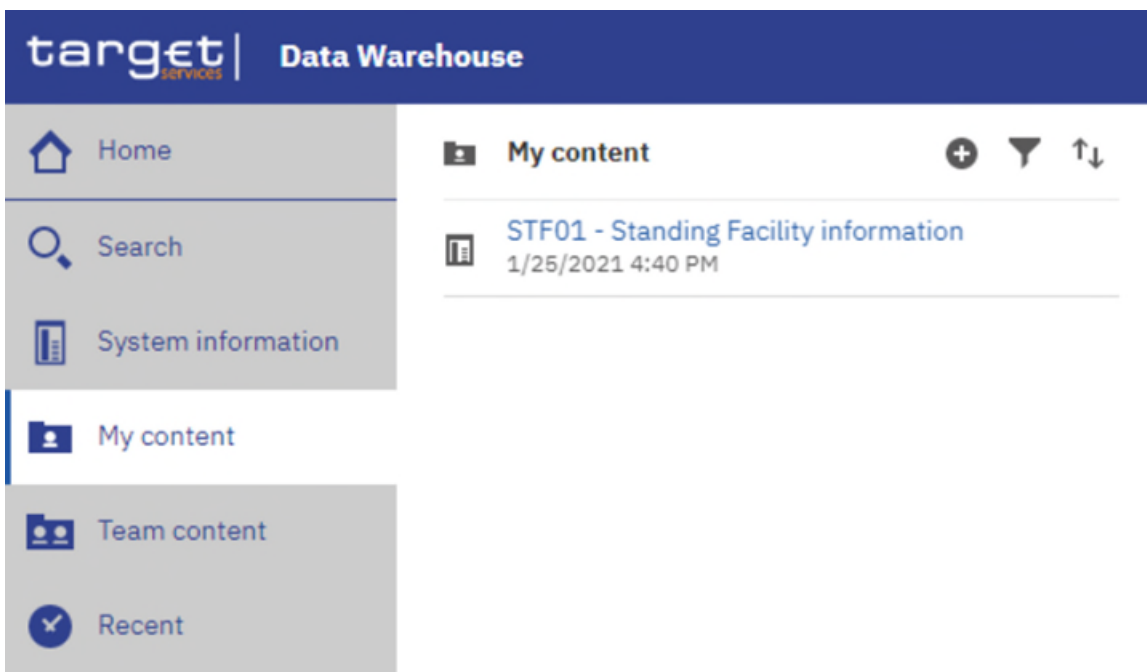 target| Data Warehouse
services
Home
My content
STF01 - Standing Facility information
1/25/2021 4:40 PM
Search
System information
My content
Team content
Recent